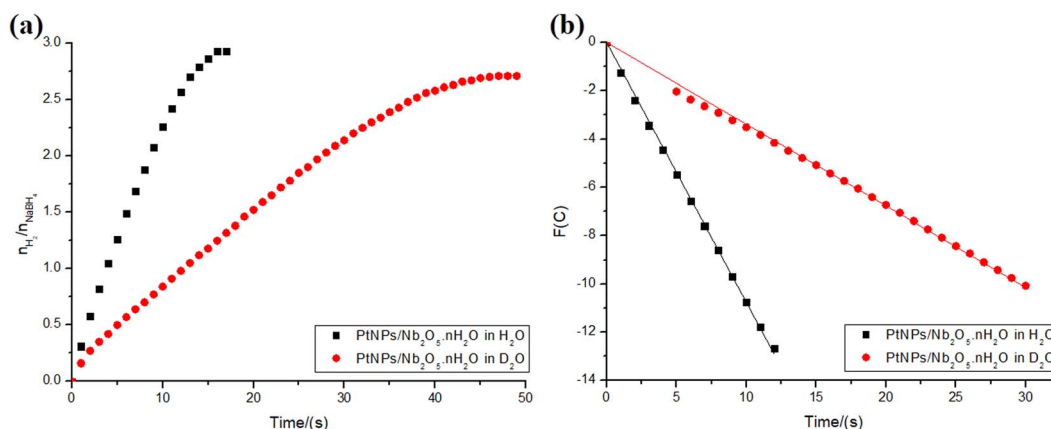 (a)
3.0
2.5
2.0
1.5
1.0
0.5
0.0
n_H₂/n_NaBH₄
0 10 20 30 40 50
Time/(s)
PtNPs/Nb₂O₅.nH₂O in H₂O
PtNPs/Nb₂O₅.nH₂O in D₂O
(b)
0
-2
-4
-6
-8
-10
-12
-14
F(C)
0 5 10 15 20 25 30
Time/(s)
PtNPs/Nb₂O₅.nH₂O in H₂O
PtNPs/Nb₂O₅.nH₂O in D₂O